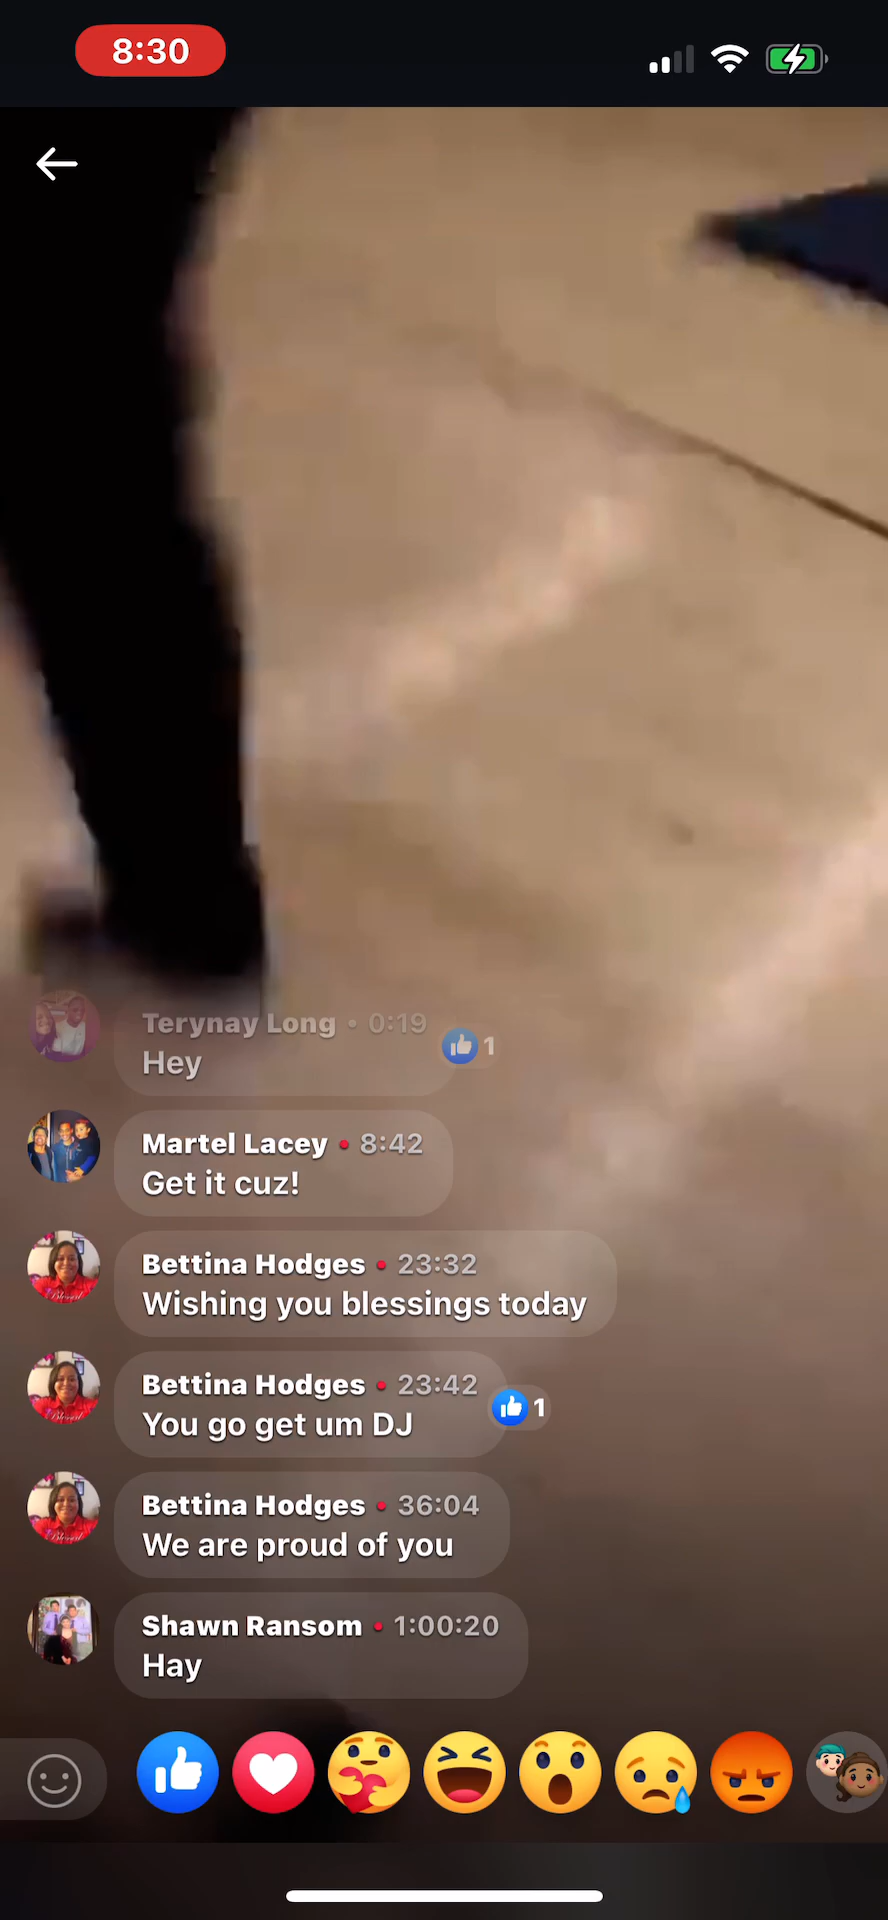 8:30
Terynay Long • 0:19
Hey
1
Martel Lacey • 8:42
Get it cuz!
Bettina Hodges • 23:32
Wishing you blessings today
Bettina Hodges • 23:42
You go get um DJ
1
Bettina Hodges • 36:04
We are proud of you
Shawn Ransom • 1:00:20
Hay